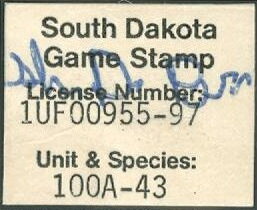 South Dakota
Game Stamp
License Number:
1UF00955-97
Unit & Species:
100A-43